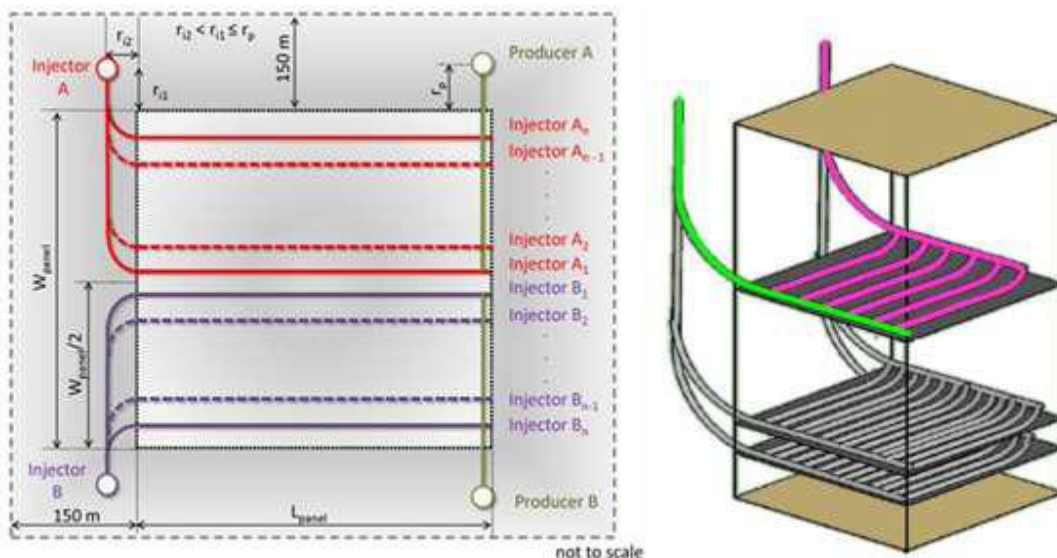 r_i2
r_i2 < r_i1 ≤ r_p
Injector
A
r_i1
150 m
r_p
Producer A
Injector A_n
Injector A_n-1
.
.
.
Injector A_2
Injector A_1
Injector B_1
Injector B_2
.
.
.
Injector B_n-1
Injector B_n
W_panel
W_panel/2
Injector
B
Producer B
150 m
L_panel
not to scale